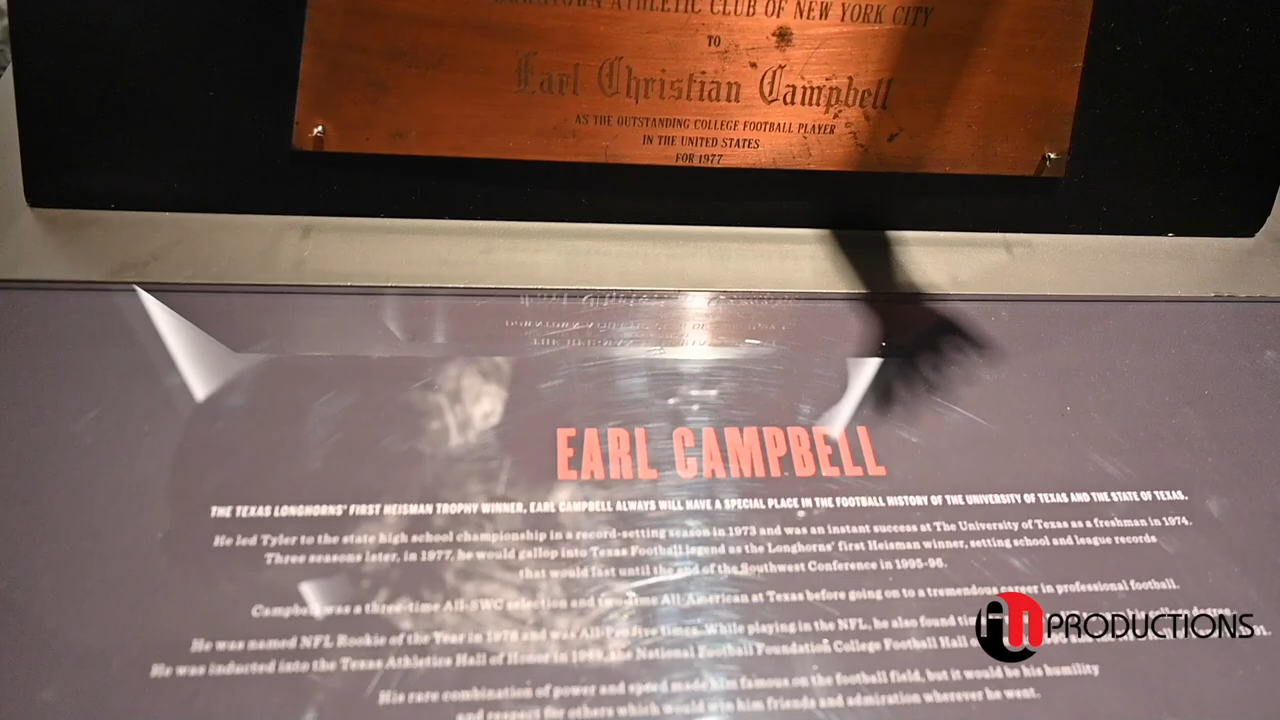 DOWNTOWN ATHLETIC CLUB OF NEW YORK CITY
TO
Earl Christian Campbell
AS THE OUTSTANDING COLLEGE FOOTBALL PLAYER
IN THE UNITED STATES
FOR 1977
EARL CAMPBELL
THE TEXAS LONGHORNS' FIRST HEISMAN TROPHY WINNER, EARL CAMPBELL ALWAYS WILL HAVE A SPECIAL PLACE IN THE FOOTBALL HISTORY OF THE UNIVERSITY OF TEXAS AND THE STATE OF TEXAS.
He led Tyler to the state high school championship in a record-setting season in 1973 and was an instant success at The University of Texas as a freshman in 1974.
Three seasons later, in 1977, he would gallop into Texas Football legend as the Longhorns' first Heisman winner, setting school and league records
that would last until the end of the Southwest Conference in 1995-96.
Campbell was a three-time All-SWC selection and two-time All-American at Texas before going on to a tremendous career in professional football.
He was named NFL Rookie of the Year in 1978 and was All-Pro five times. While playing in the NFL, he also found college degree.
He was inducted into the Texas Athletics Hall of Honor in the National Football Foundation College Football Hall
His rare combination of power and speed made him famous on the football field, but it would be his humility
and respect for others which would win him friends and admiration wherever he went.
PRODUCTIONS